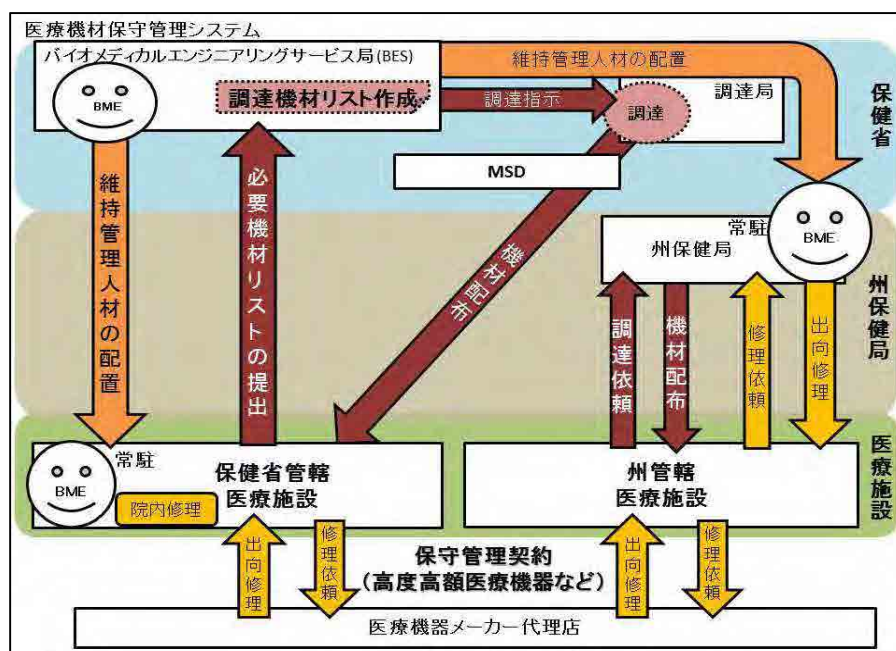 医療機材保守管理システム
バイオメディカルエンジニアリングサービス局(BES)
BME
調達機材リスト作成
調達指示
維持管理人材の配置
調達局
調達
保健省
MSD
維持管理人材の配置
必要機材リストの提出
機材配布
常駐
州保健局
BME
州保健局
調達依頼
機材配布
修理依頼
出向修理
常駐
BME
院内修理
保健省管轄
医療施設
州管轄
医療施設
医療施設
出向修理
修理依頼
保守管理契約
(高度高額医療機器など)
出向修理
修理依頼
医療機器メーカー代理店